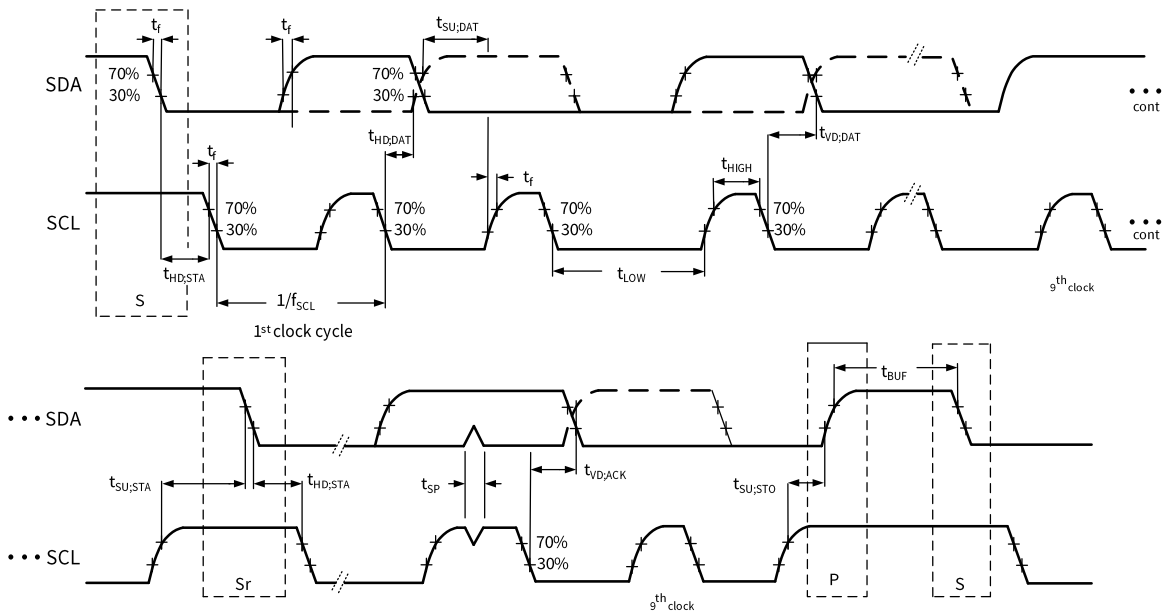 tf
tf
tSU;DAT
SDA
70%
30%
70%
30%
cont
tHD;DAT
tVD;DAT
tf
tf
tHIGH
SCL
70%
30%
70%
30%
70%
30%
70%
30%
cont
tHD;STA
tLOW
S
1/fSCL
9th clock
1st clock cycle
tBUF
SDA
tSU;STA
tHD;STA
tSP
tVD;ACK
tSU;STO
SCL
70%
30%
Sr
P
S
9th clock